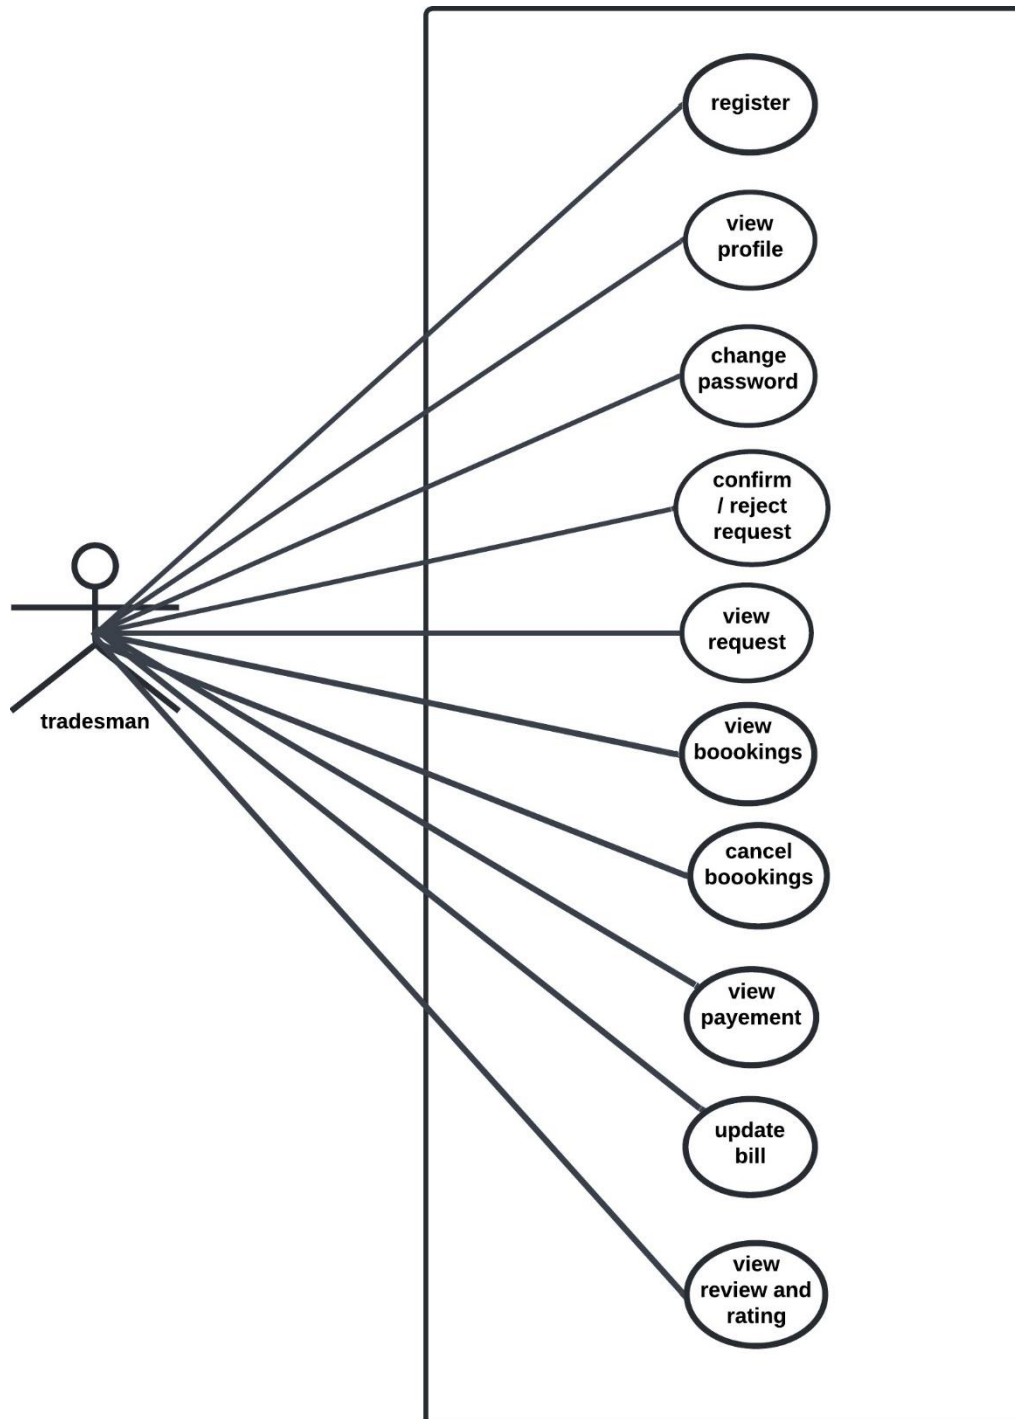 register
view
profile
change
password
confirm
/ reject
request
view
request
tradesman
view
boookings
cancel
boookings
view
payement
update
bill
view
review and
rating